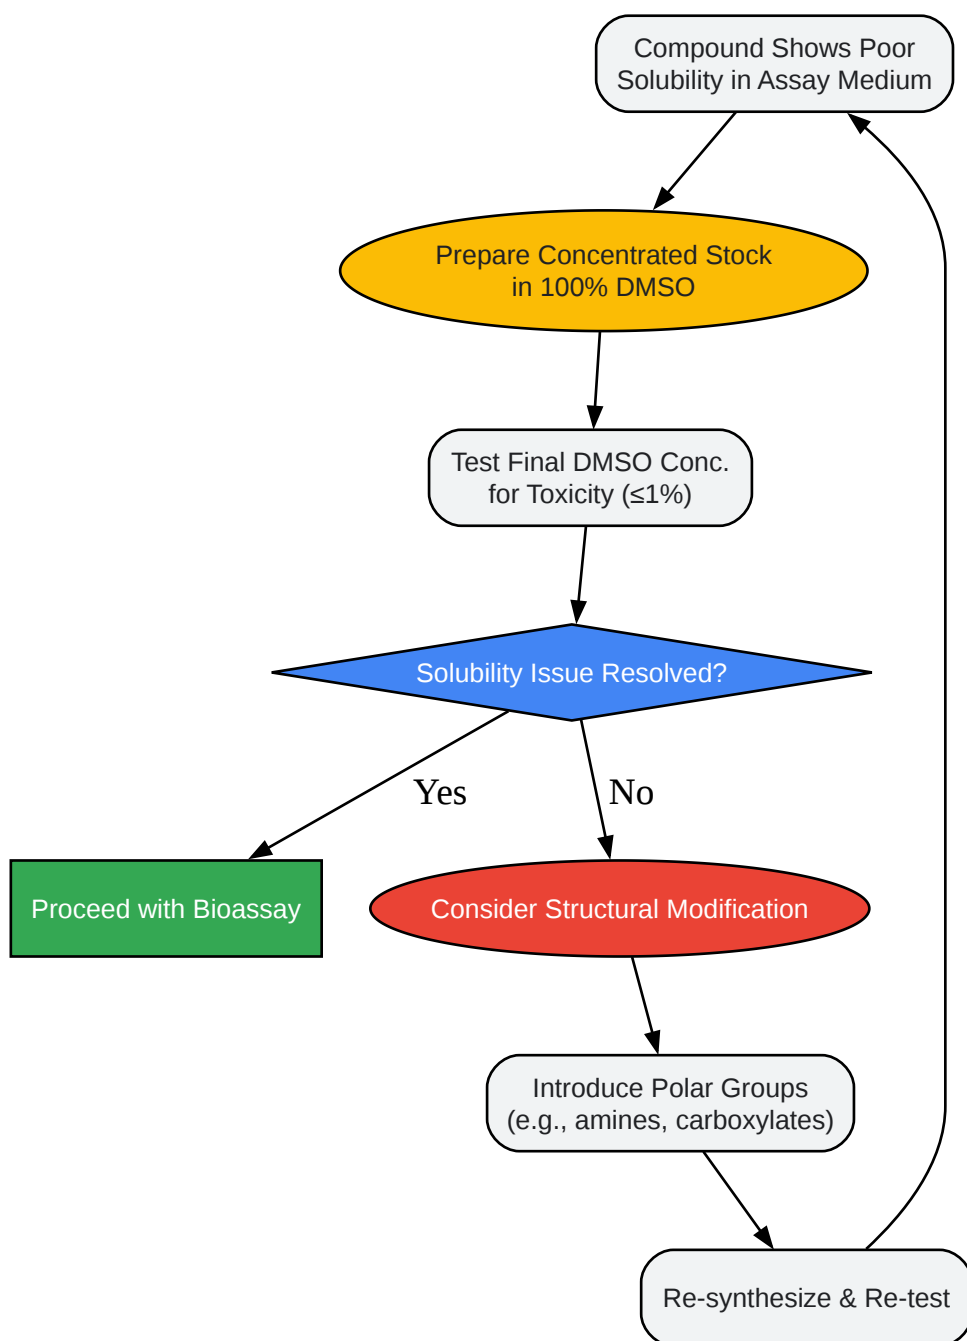 Compound Shows Poor
Solubility in Assay Medium
Prepare Concentrated Stock
in 100% DMSO
Test Final DMSO Conc.
for Toxicity (≤1%)
Solubility Issue Resolved?
Yes
No
Proceed with Bioassay
Consider Structural Modification
Introduce Polar Groups
(e.g., amines, carboxylates)
Re-synthesize & Re-test